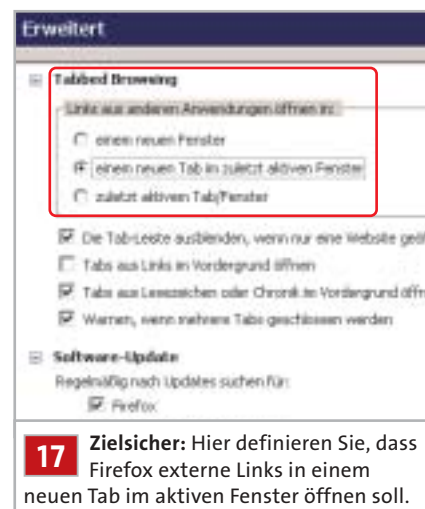 Erweitert
Tabbed Browsing
Links aus anderen Anwendungen öffnen in:
einem neuen Fenster
einem neuen Tab im zuletzt aktiven Fenster
zuletzt aktivem Tab/Fenster
Die Tab-Leiste ausblenden, wenn nur eine Website geö
Tabs aus Links im Vordergrund öffnen
Tabs aus Lesezeichen oder Chronik im Vordergrund öffn
Warnen, wenn mehrere Tabs geschlossen werden
Software-Update
Regelmäßig nach Updates suchen für:
Firefox
17 Zielsicher: Hier definieren Sie, dass
Firefox externe Links in einem
neuen Tab im aktiven Fenster öffnen soll.